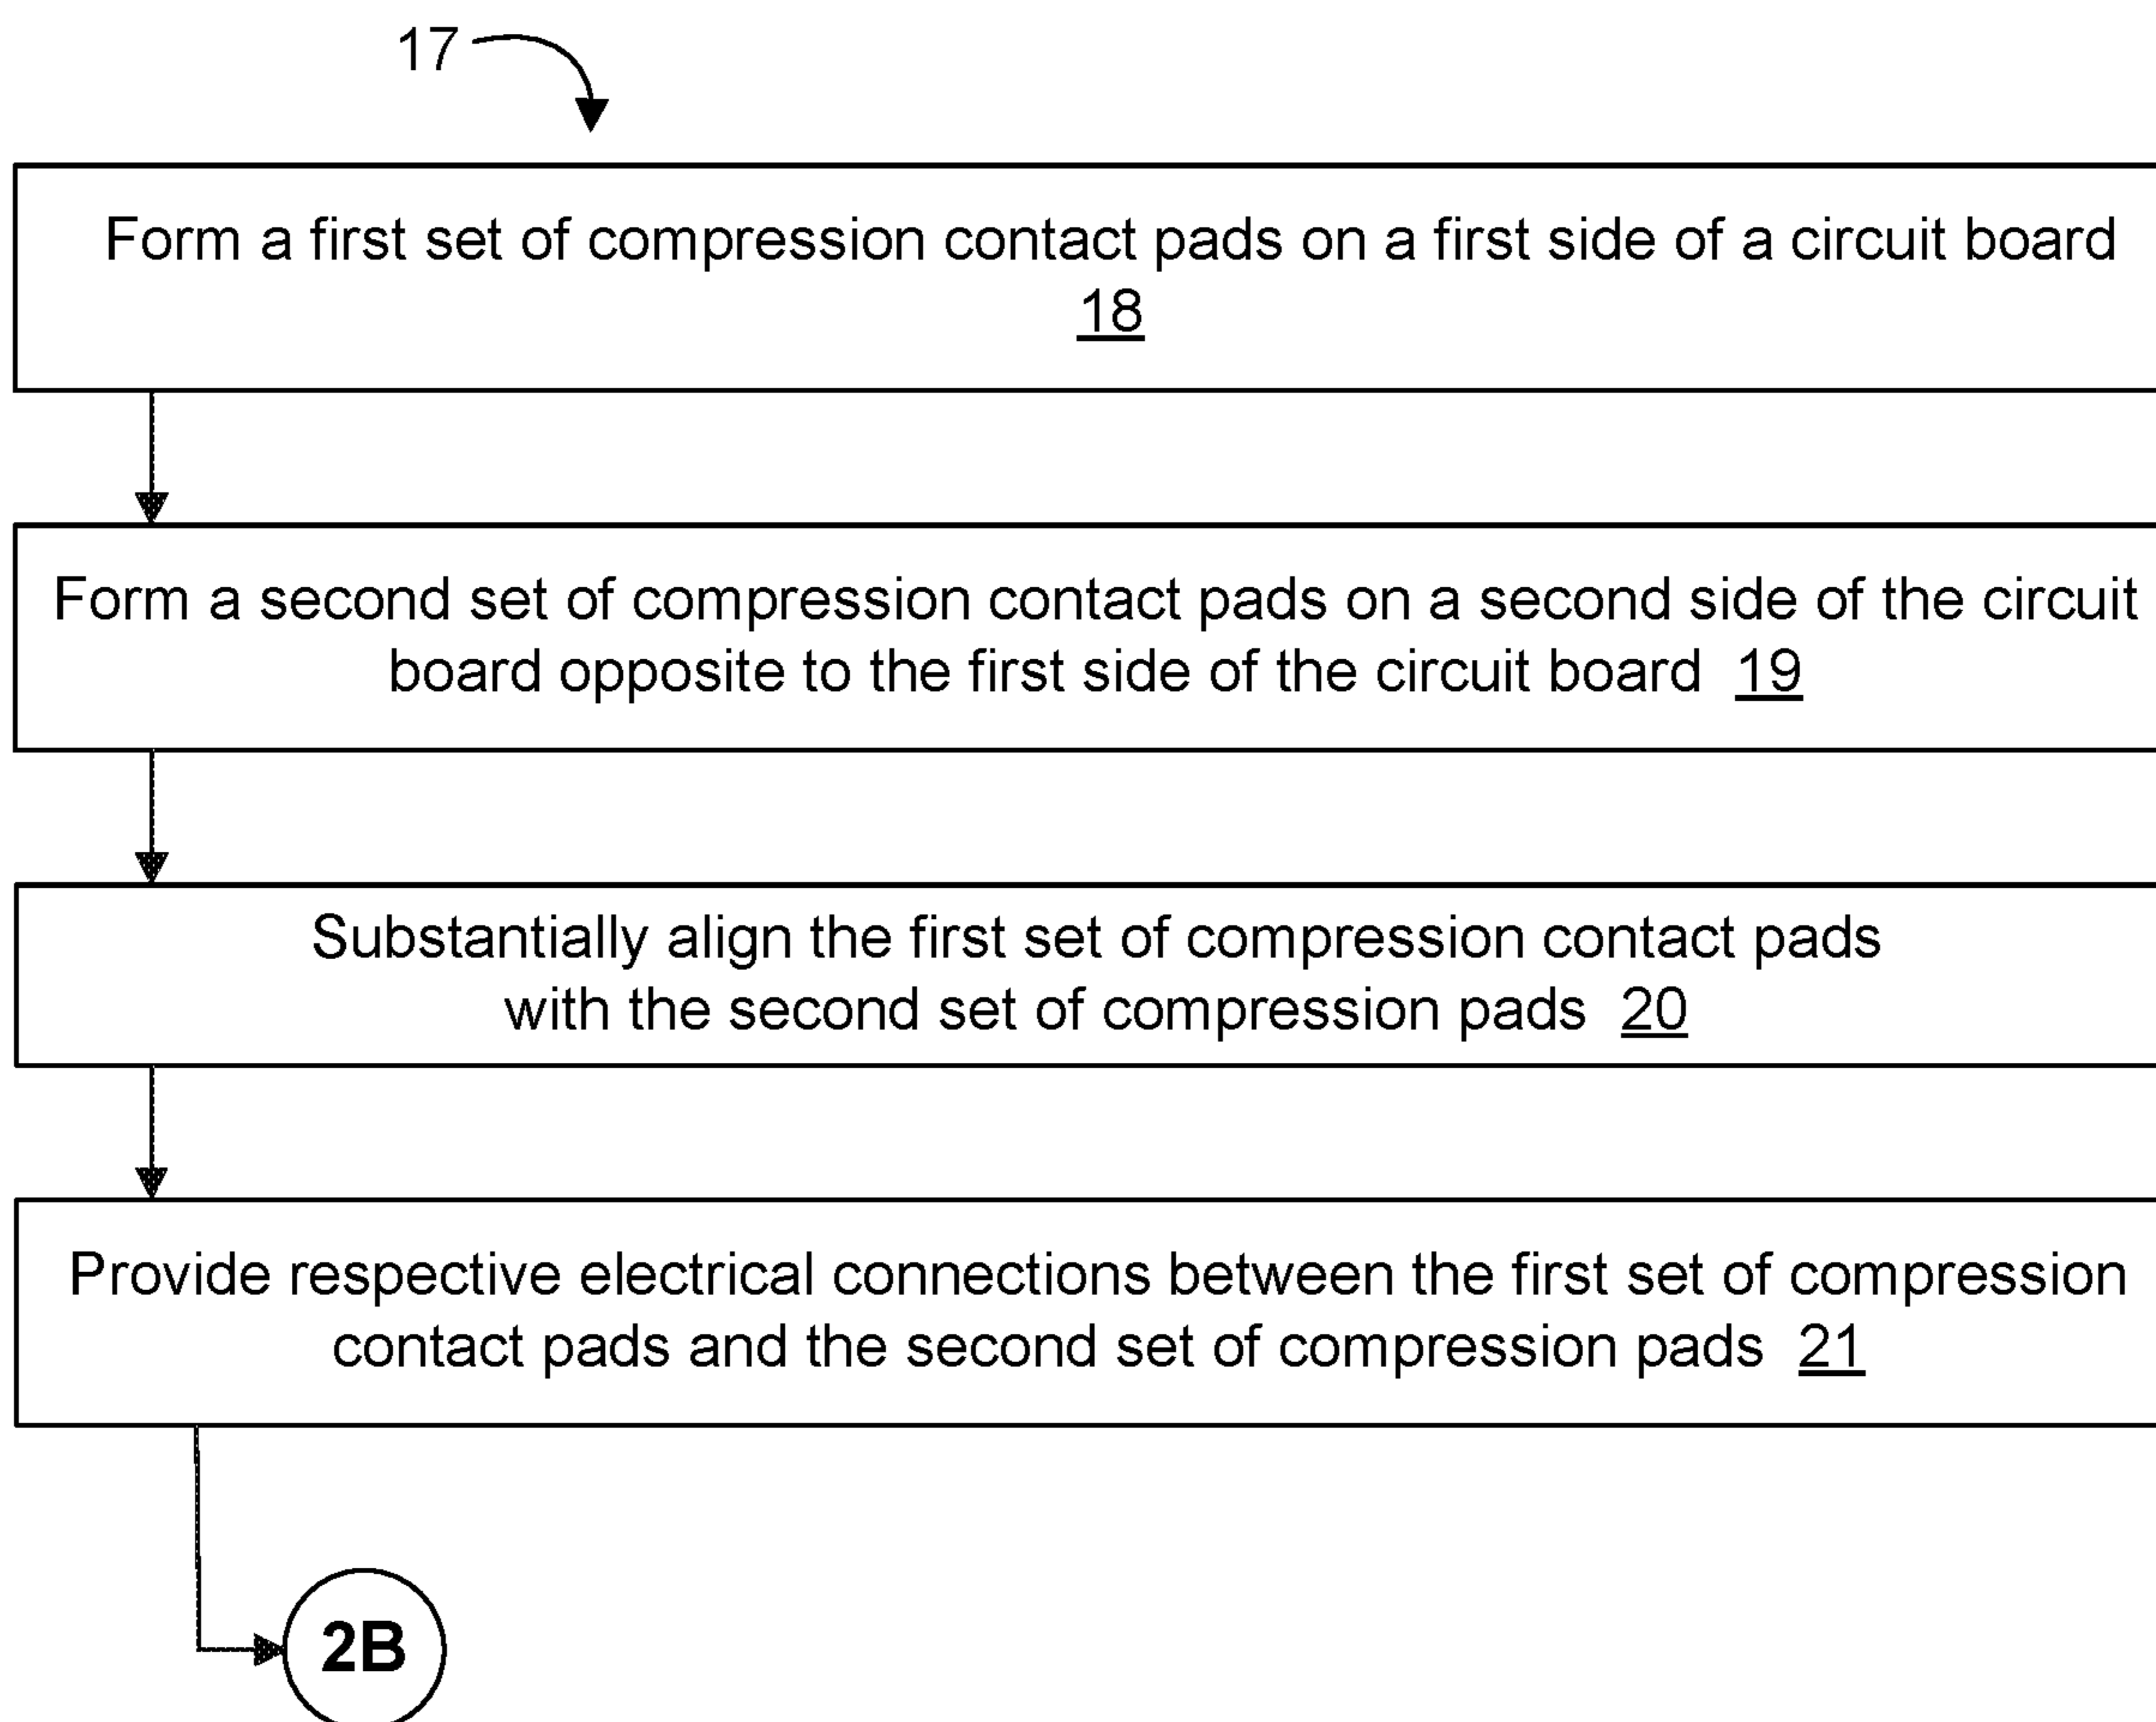 17
Form a first set of compression contact pads on a first side of a circuit board
18
Form a second set of compression contact pads on a second side of the circuit
board opposite to the first side of the circuit board 19
Substantially align the first set of compression contact pads
with the second set of compression pads 20
Provide respective electrical connections between the first set of compression
contact pads and the second set of compression pads 21
2B